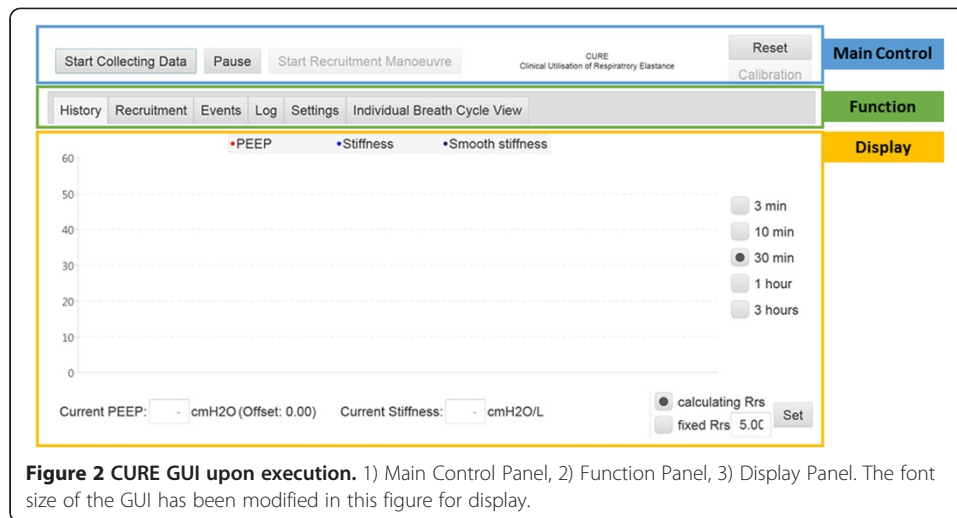 Start Collecting Data Pause Start Recruitment Manoeuvre
CURE
Clinical Utilisation of Respiratrory Elastance
Reset
Calibration
Main Control
History Recruitment Events Log Settings Individual Breath Cycle View
Function
•PEEP •Stiffness •Smooth stiffness
Display
60
50
40
30
20
10
0
3 min
10 min
30 min
1 hour
3 hours
Current PEEP: - cmH2O (Offset: 0.00) Current Stiffness: - cmH2O/L
calculating Rrs
fixed Rrs 5.00
Set
Figure 2 CURE GUI upon execution. 1) Main Control Panel, 2) Function Panel, 3) Display Panel. The font
size of the GUI has been modified in this figure for display.